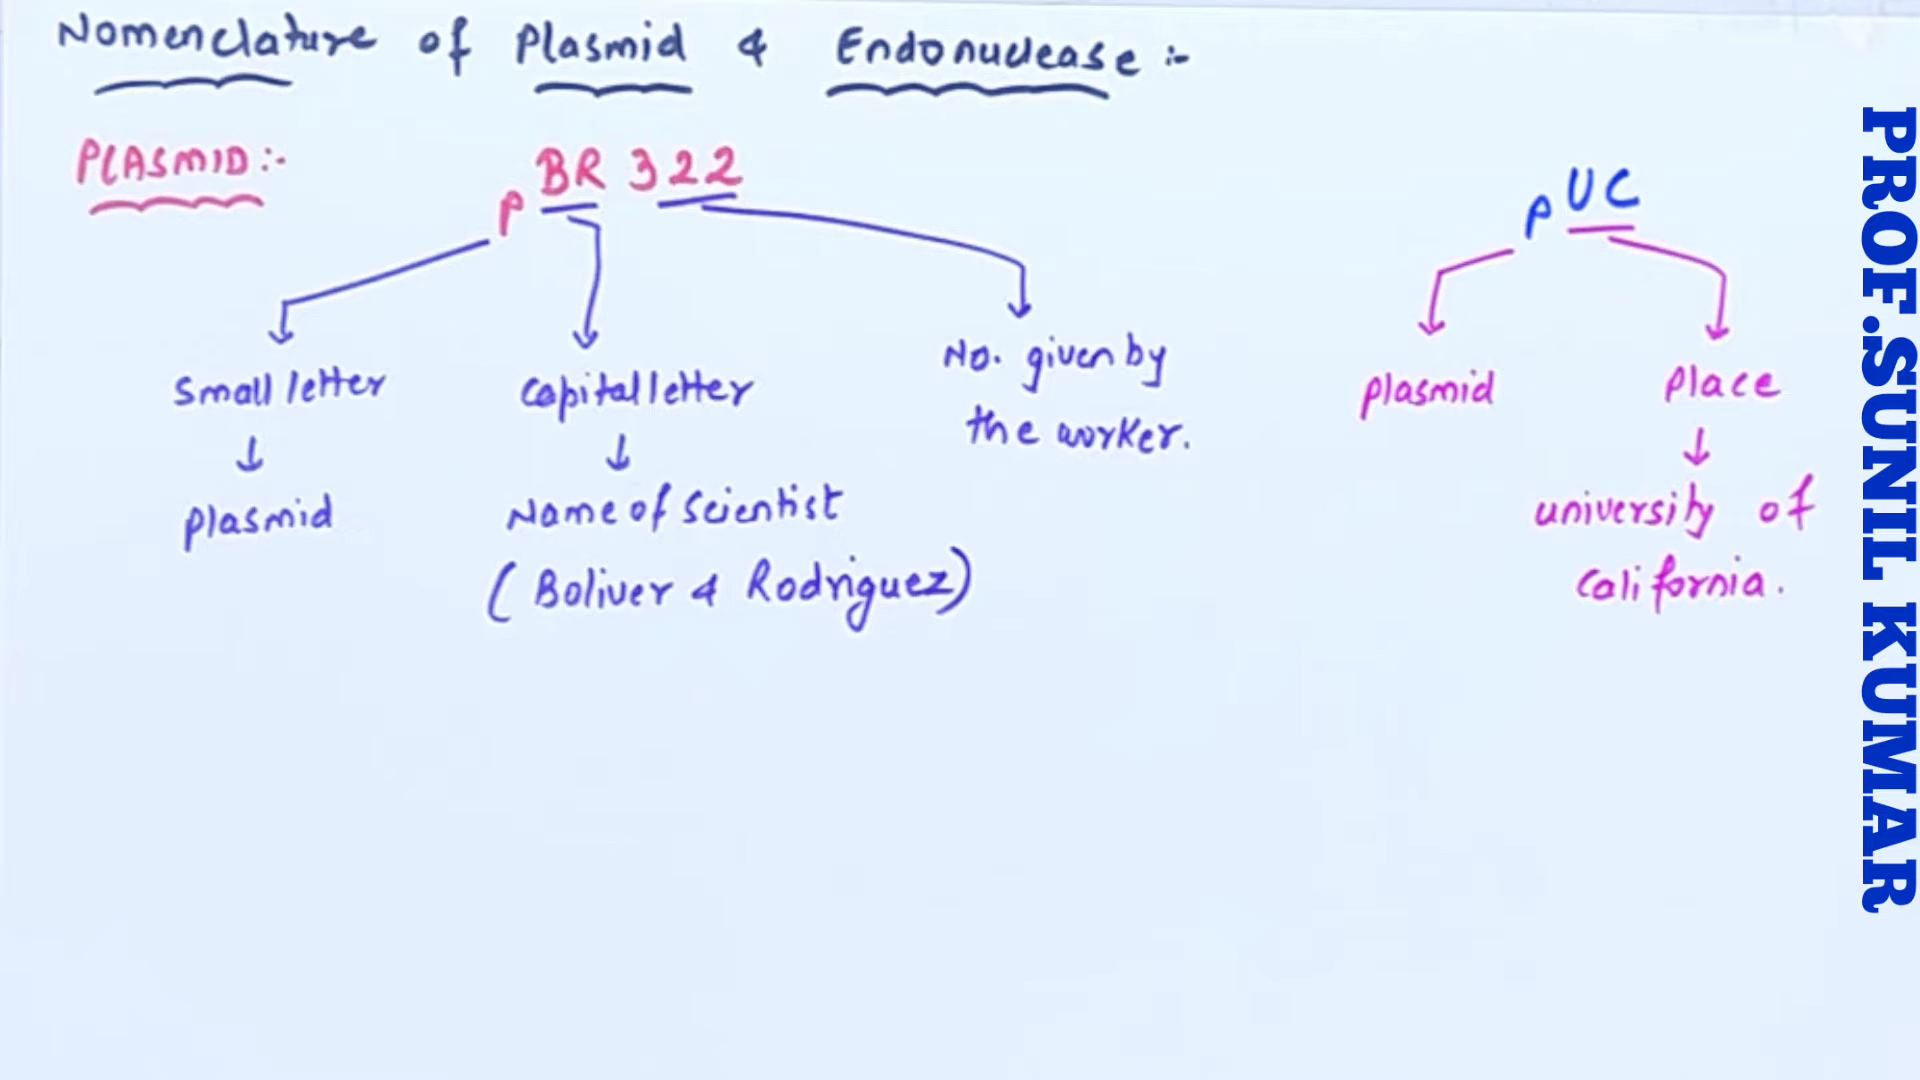 Nomenclature of Plasmid & Endonuclease :-
PLASMID:-
pBR 322
pUC
Small letter
↓
plasmid
Capital letter
↓
Name of Scientist
(Boliver & Rodriguez)
No. given by
the worker.
plasmid
Place
↓
university of
California.
PROF.SUNIL KUMAR